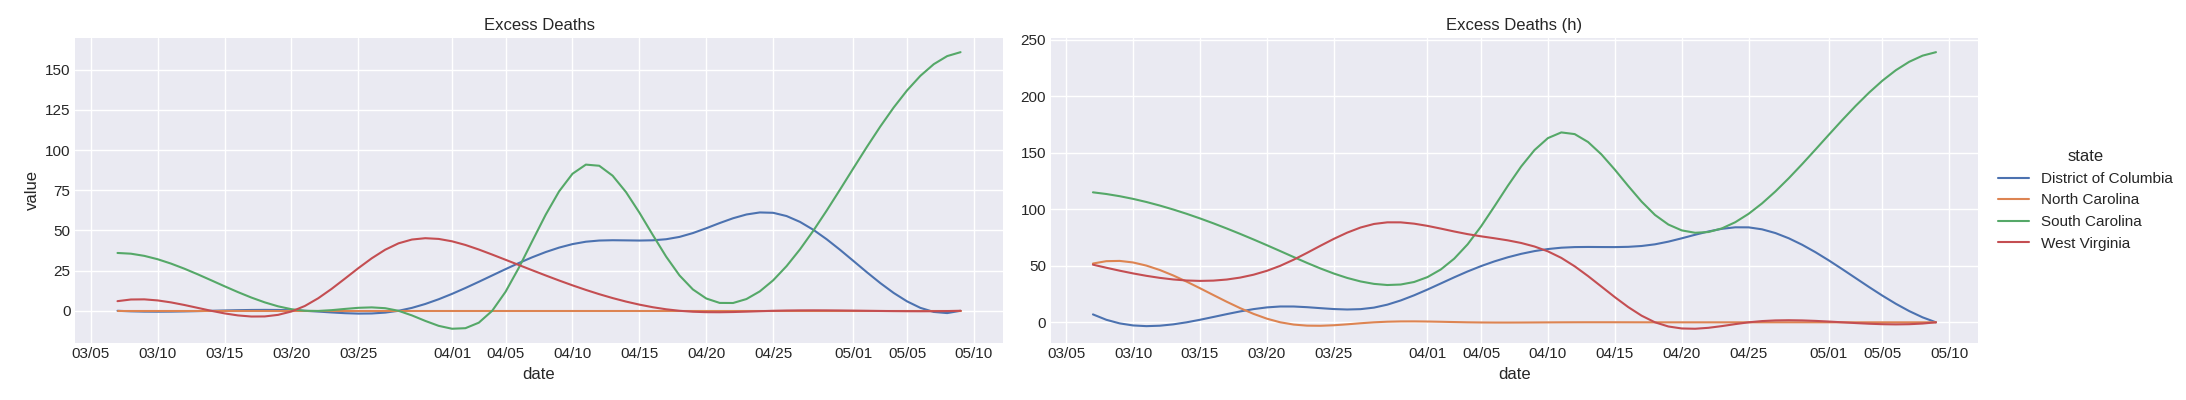 Excess Deaths
value
150
125
100
75
50
25
0
03/05 03/10 03/15 03/20 03/25 04/01 04/05 04/10 04/15 04/20 04/25 05/01 05/05 05/10
date
Excess Deaths (h)
250
200
150
100
50
0
03/05 03/10 03/15 03/20 03/25 04/01 04/05 04/10 04/15 04/20 04/25 05/01 05/05 05/10
date
state
District of Columbia
North Carolina
South Carolina
West Virginia